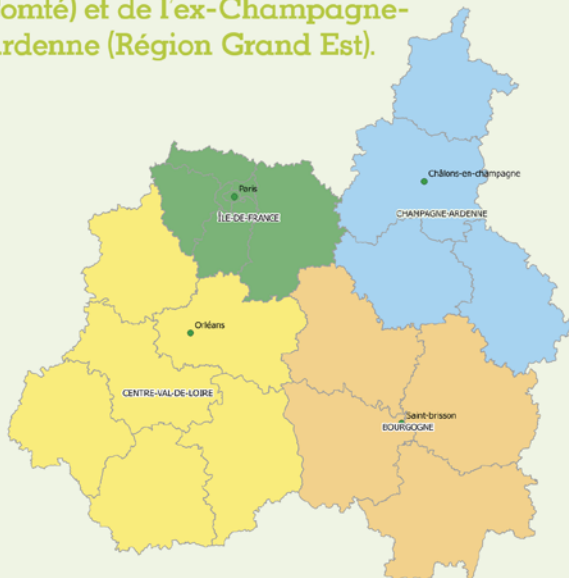 omté) et de l'ex-Champagne-
rdenne (Région Grand Est).
Châlons-en-champagne
Paris
CHAMPAGNE-ARDENNE
ÎLE-DE-FRANCE
Orléans
CENTRE-VAL-DE-LOIRE
Saint-brisson
BOURGOGNE